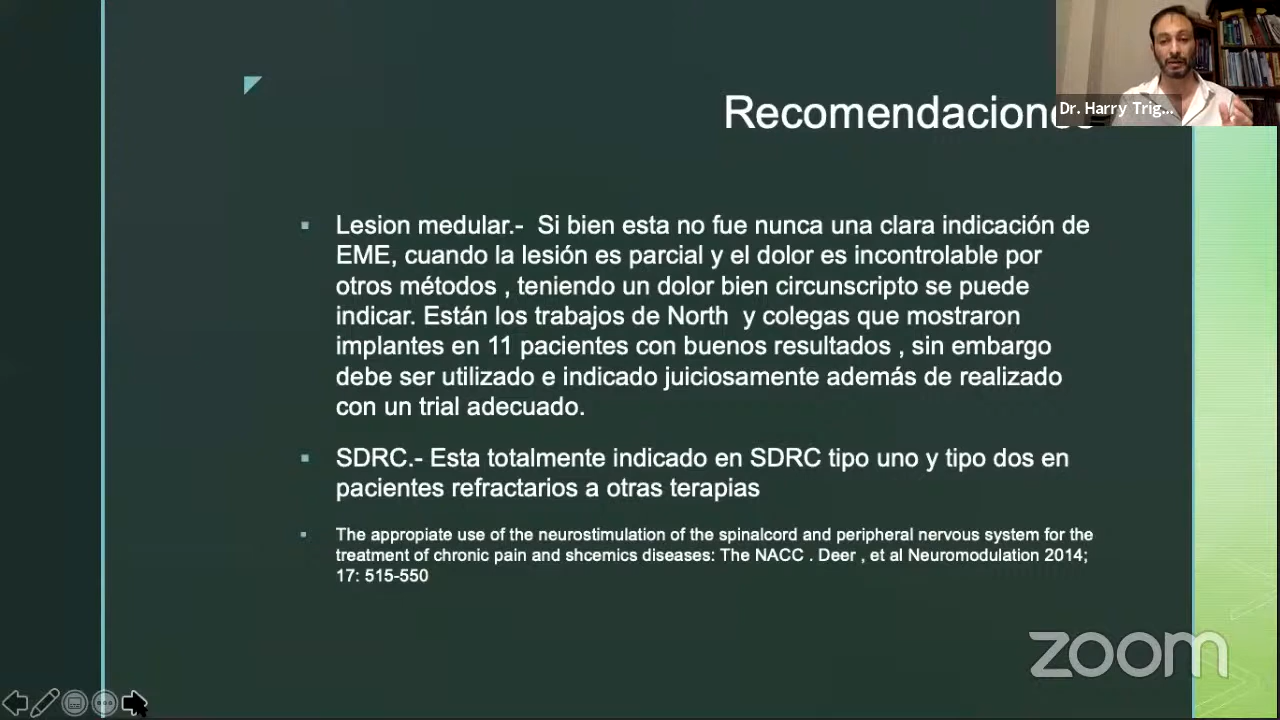 Dr. Harry Trig...
Recomendaciones
Lesion medular.- Si bien esta no fue nunca una clara indicación de
EME, cuando la lesión es parcial y el dolor es incontrolable por
otros métodos , teniendo un dolor bien circunscripto se puede
indicar. Están los trabajos de North y colegas que mostraron
implantes en 11 pacientes con buenos resultados , sin embargo
debe ser utilizado e indicado juiciosamente además de realizado
con un trial adecuado.
SDRC.- Esta totalmente indicado en SDRC tipo uno y tipo dos en
pacientes refractarios a otras terapias
The appropiate use of the neurostimulation of the spinalcord and peripheral nervous system for the
treatment of chronic pain and shcemics diseases: The NACC . Deer , et al Neuromodulation 2014;
17: 515-550
zoom